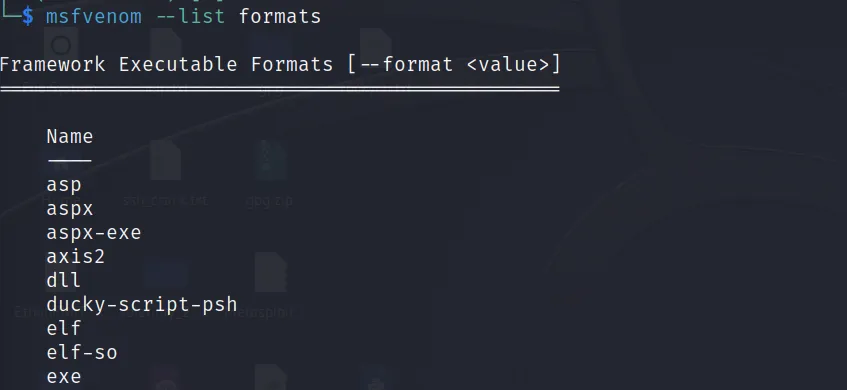 └─$ msfvenom --list formats
Framework Executable Formats [--format <value>]
===============================================
Name
----
asp
aspx
aspx-exe
axis2
dll
ducky-script-psh
elf
elf-so
exe